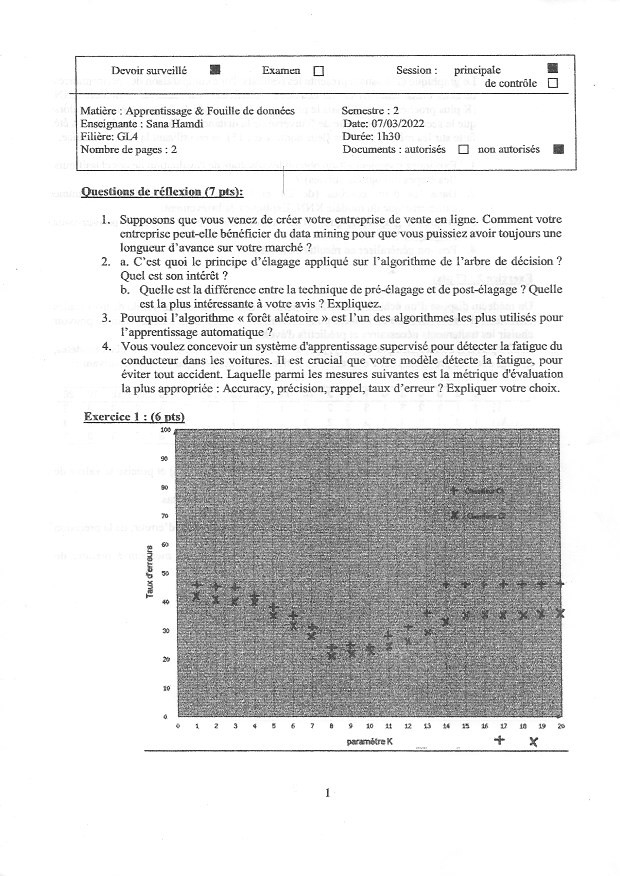 Devoir surveillé Examen Session : principale
de contrôle
Matière : Apprentissage & Fouille de données Semestre : 2
Enseignante : Sana Hamdi Date: 07/03/2022
Filière: GL4 Durée: 1h30
Nombre de pages : 2 Documents : autorisés non autorisés
Questions de réflexion (7 pts):
1. Supposons que vous venez de créer votre entreprise de vente en ligne. Comment votre
entreprise peut-elle bénéficier du data mining pour que vous puissiez avoir toujours une
longueur d'avance sur votre marché ?
2. a. C'est quoi le principe d'élagage appliqué sur l'algorithme de l'arbre de décision ?
Quel est son intérêt ?
b. Quelle est la différence entre la technique de pré-élagage et de post-élagage ? Quelle
est la plus intéressante à votre avis ? Expliquez.
3. Pourquoi l'algorithme « forêt aléatoire » est l'un des algorithmes les plus utilisés pour
l'apprentissage automatique ?
4. Vous voulez concevoir un système d'apprentissage supervisé pour détecter la fatigue du
conducteur dans les voitures. Il est crucial que votre modèle détecte la fatigue, pour
éviter tout accident. Laquelle parmi les mesures suivantes est la métrique d'évaluation
la plus appropriée : Accuracy, précision, rappel, taux d'erreur ? Expliquer votre choix.
Exercice 1 : (6 pts)
100
90
80
70
60
50
40
30
20
10
0
Taux d'erreurs
0 1 2 3 4 5 6 7 8 9 10 11 12 13 14 15 16 17 18 19 20
paramètre K
1